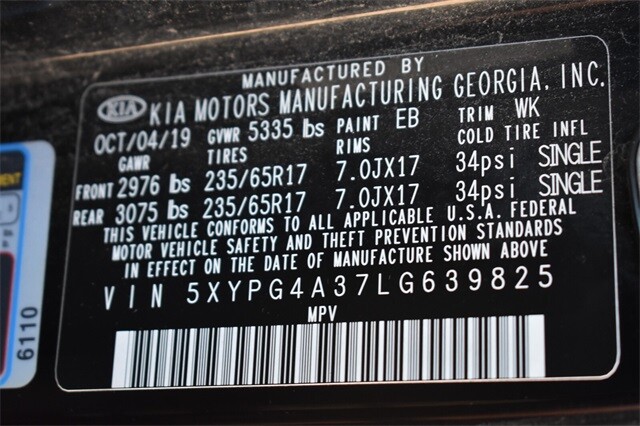 MANUFACTURED BY
KIA KIA MOTORS MANUFACTURING GEORGIA, INC.
OCT/04/19 GVWR 5335 lbs PAINT EB TRIM WK
GAWR TIRES RIMS COLD TIRE INFL
FRONT 2976 lbs 235/65R17 7.0JX17 34psi SINGLE
REAR 3075 lbs 235/65R17 7.0JX17 34psi SINGLE
THIS VEHICLE CONFORMS TO ALL APPLICABLE U.S.A. FEDERAL
MOTOR VEHICLE SAFETY AND THEFT PREVENTION STANDARDS
IN EFFECT ON THE DATE OF MANUFACTURE SHOWN ABOVE
VIN 5XYPG4A37LG639825
MPV
6110